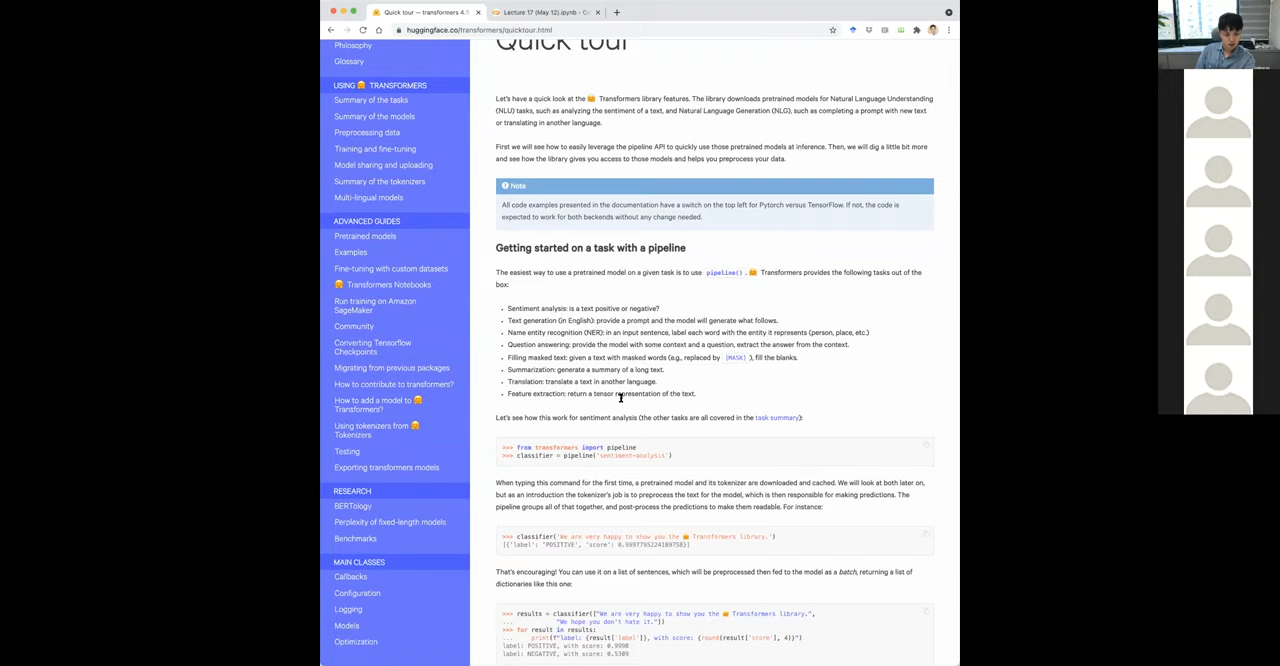 Quick tour — transformers 4.5
Lecture 17 (May 12).ipynb - C
huggingface.co/transformers/quicktour.html
Philosophy
Glossary
USING 🤗 TRANSFORMERS
Summary of the tasks
Summary of the models
Preprocessing data
Training and fine-tuning
Model sharing and uploading
Summary of the tokenizers
Multi-lingual models
ADVANCED GUIDES
Pretrained models
Examples
Fine-tuning with custom datasets
🤗 Transformers Notebooks
Run training on Amazon
SageMaker
Community
Converting Tensorflow
Checkpoints
Migrating from previous packages
How to contribute to transformers?
How to add a model to 🤗
Transformers?
Using tokenizers from 🤗
Tokenizers
Testing
Exporting transformers models
RESEARCH
BERTology
Perplexity of fixed-length models
Benchmarks
MAIN CLASSES
Callbacks
Configuration
Logging
Models
Optimization
Quick tour
Let's have a quick look at the 🤗 Transformers library features. The library downloads pretrained models for Natural Language Understanding
(NLU) tasks, such as analyzing the sentiment of a text, and Natural Language Generation (NLG), such as completing a prompt with new text
or translating in another language.
First we will see how to easily leverage the pipeline API to quickly use those pretrained models at inference. Then, we will dig a little bit more
and see how the library gives you access to those models and helps you preprocess your data.
Note
All code examples presented in the documentation have a switch on the top left for Pytorch versus TensorFlow. If not, the code is
expected to work for both backends without any change needed.
Getting started on a task with a pipeline
The easiest way to use a pretrained model on a given task is to use pipeline(). 🤗 Transformers provides the following tasks out of the
box:
• Sentiment analysis: is a text positive or negative?
• Text generation (in English): provide a prompt and the model will generate what follows.
• Name entity recognition (NER): in an input sentence, label each word with the entity it represents (person, place, etc.)
• Question answering: provide the model with some context and a question, extract the answer from the context.
• Filling masked text: given a text with masked words (e.g., replaced by [MASK]), fill the blanks.
• Summarization: generate a summary of a long text.
• Translation: translate a text in another language.
• Feature extraction: return a tensor representation of the text.
Let's see how this work for sentiment analysis (the other tasks are all covered in the task summary):
>>> from transformers import pipeline
>>> classifier = pipeline('sentiment-analysis')
When typing this command for the first time, a pretrained model and its tokenizer are downloaded and cached. We will look at both later on,
but as an introduction the tokenizer's job is to preprocess the text for the model, which is then responsible for making predictions. The
pipeline groups all of that together, and post-process the predictions to make them readable. For instance:
>>> classifier('We are very happy to show you the 🤗 Transformers library.')
[{'label': 'POSITIVE', 'score': 0.9997795224189758}]
That's encouraging! You can use it on a list of sentences, which will be preprocessed then fed to the model as a batch, returning a list of
dictionaries like this one:
>>> results = classifier(["We are very happy to show you the 🤗 Transformers library.",
... "We hope you don't hate it."])
>>> for result in results:
... print(f"label: {result['label']}, with score: {round(result['score'], 4)}")
label: POSITIVE, with score: 0.9998
label: NEGATIVE, with score: 0.5309